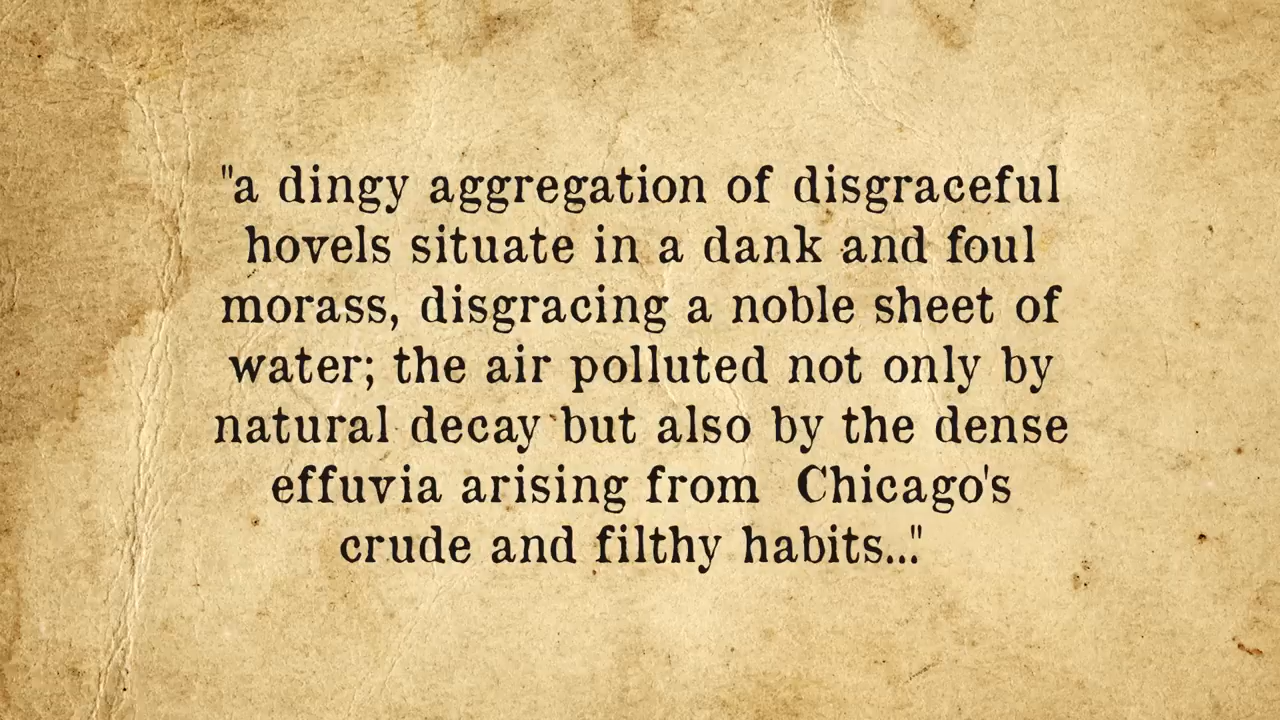 "a dingy aggregation of disgraceful
hovels situate in a dank and foul
morass, disgracing a noble sheet of
water; the air polluted not only by
natural decay but also by the dense
effuvia arising from  Chicago's
crude and filthy habits..."